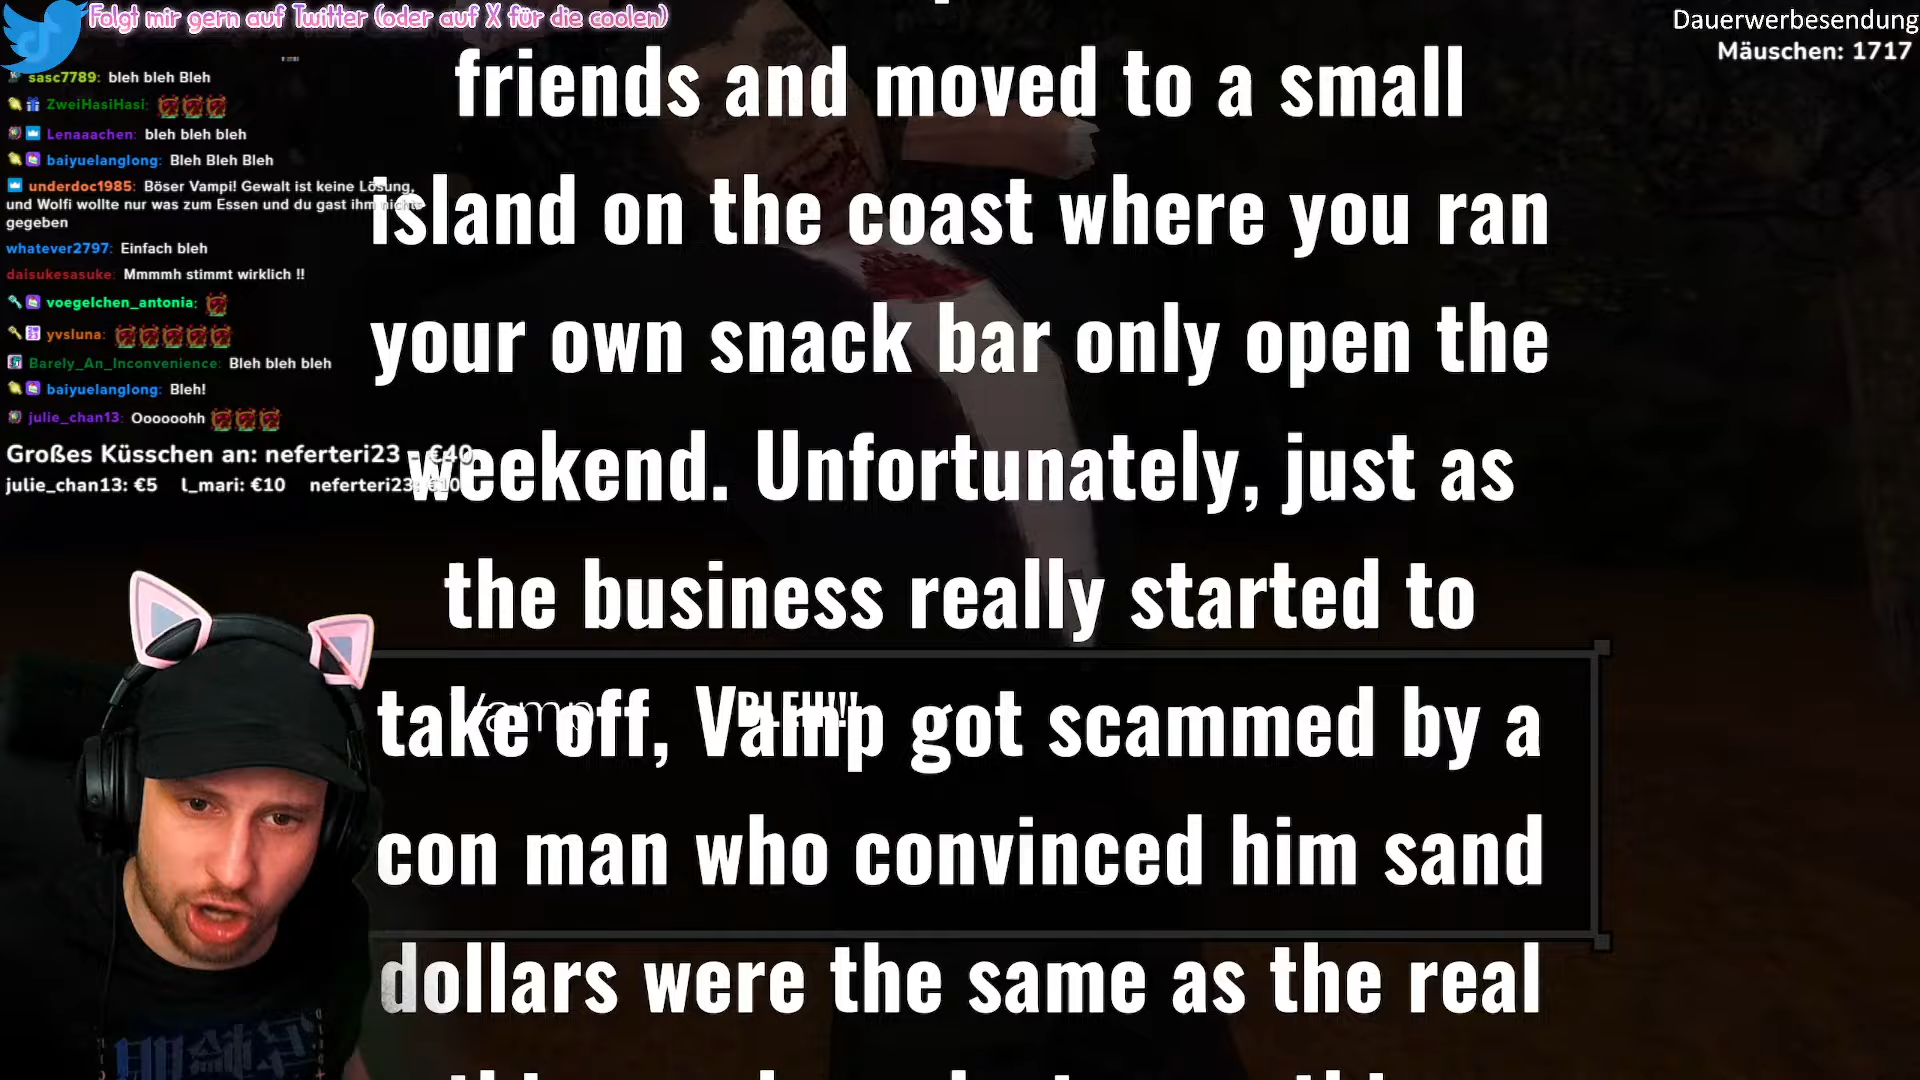 Folgt mir gern auf Twitter (oder auf X für die coolen)
Dauerwerbesendung
Mäuschen: 1717
sasc7789: bleh bleh Bleh
ZweiHasiHasi:
Lenaaachen: bleh bleh bleh
baiyuelanglong: Bleh Bleh Bleh
underdoc1985: Böser Vampi! Gewalt ist keine Lösung,
und Wolfi wollte nur was zum Essen und du gast ihm nichts
gegeben
whatever2797: Einfach bleh
daisukesasuke: Mmmmh stimmt wirklich !!
voegelchen_antonia:
yvsluna:
Barely_An_Inconvenience: Bleh bleh bleh
baiyuelanglong: Bleh!
julie_chan13: Ooooooohh
Großes Küsschen an: neferteri23 - €40
julie_chan13: €5 l_mari: €10 neferteri23: €10
friends and moved to a small
island on the coast where you ran
your own snack bar only open the
weekend. Unfortunately, just as
the business really started to
take off, Vamp got scammed by a
con man who convinced him sand
dollars were the same as the real
Vamp BLEH!!!